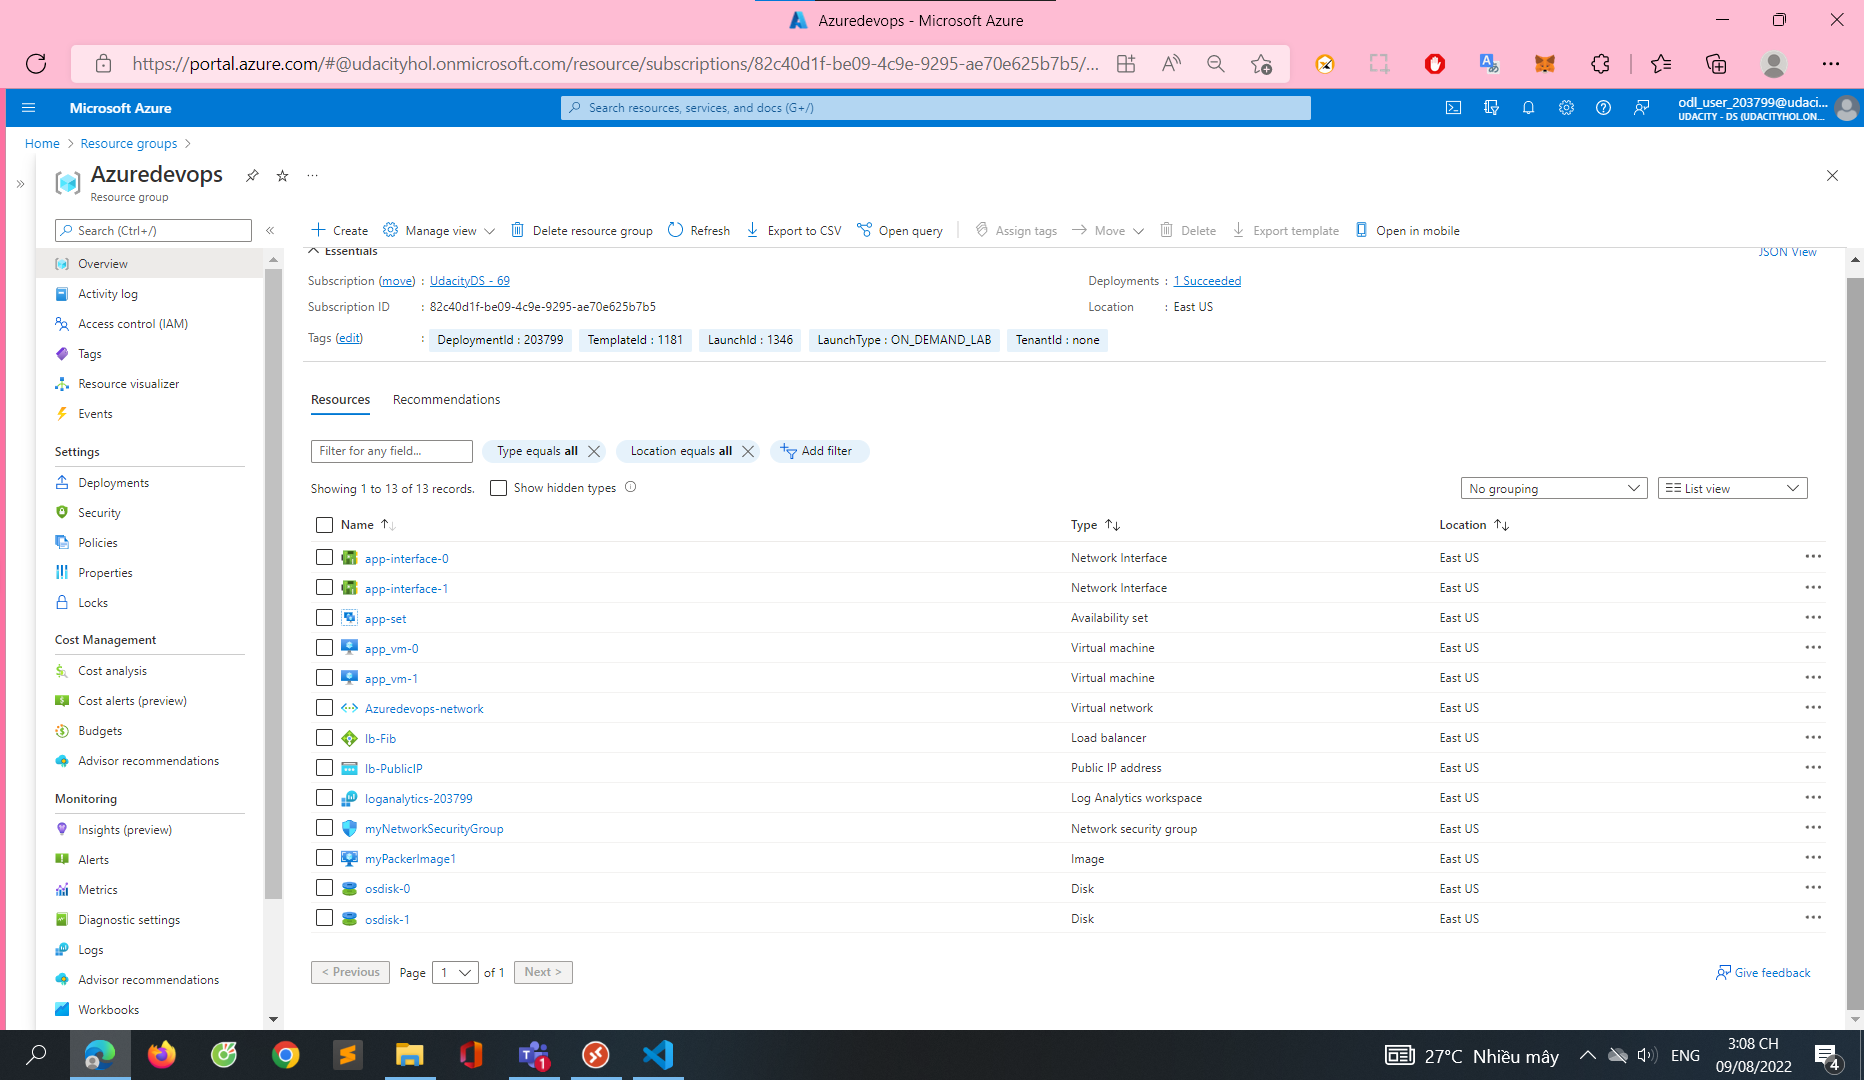 Azuredevops - Microsoft Azure
https://portal.azure.com/#@udacityhol.onmicrosoft.com/resource/subscriptions/82c40d1f-be09-4c9e-9295-ae70e625b7b5/...
Microsoft Azure
Search resources, services, and docs (G+/)
odl_user_203799@udaci...
UDACITY - DS (UDACITYHOL.ON...
Home > Resource groups >
Azuredevops
Resource group
Search (Ctrl+/)
Create Manage view Delete resource group Refresh Export to CSV Open query Assign tags Move Delete Export template Open in mobile
Overview
Activity log
Access control (IAM)
Tags
Resource visualizer
Events
Settings
Deployments
Security
Policies
Properties
Locks
Cost Management
Cost analysis
Cost alerts (preview)
Budgets
Advisor recommendations
Monitoring
Insights (preview)
Alerts
Metrics
Diagnostic settings
Logs
Advisor recommendations
Workbooks
Essentials
JSON View
Subscription (move) : UdacityDS - 69
Deployments : 1 Succeeded
Subscription ID : 82c40d1f-be09-4c9e-9295-ae70e625b7b5
Location : East US
Tags (edit) : DeploymentId : 203799 TemplateId : 1181 LaunchId : 1346 LaunchType : ON_DEMAND_LAB TenantId : none
Resources Recommendations
Filter for any field... Type equals all Location equals all Add filter
Showing 1 to 13 of 13 records. Show hidden types
No grouping List view
Name Type Location
app-interface-0 Network Interface East US
app-interface-1 Network Interface East US
app-set Availability set East US
app_vm-0 Virtual machine East US
app_vm-1 Virtual machine East US
Azuredevops-network Virtual network East US
lb-Fib Load balancer East US
lb-PublicIP Public IP address East US
loganalytics-203799 Log Analytics workspace East US
myNetworkSecurityGroup Network security group East US
myPackerImage1 Image East US
osdisk-0 Disk East US
osdisk-1 Disk East US
< Previous Page 1 of 1 Next >
Give feedback
1
27°C Nhiều mây
ENG
3:08 CH
09/08/2022
4